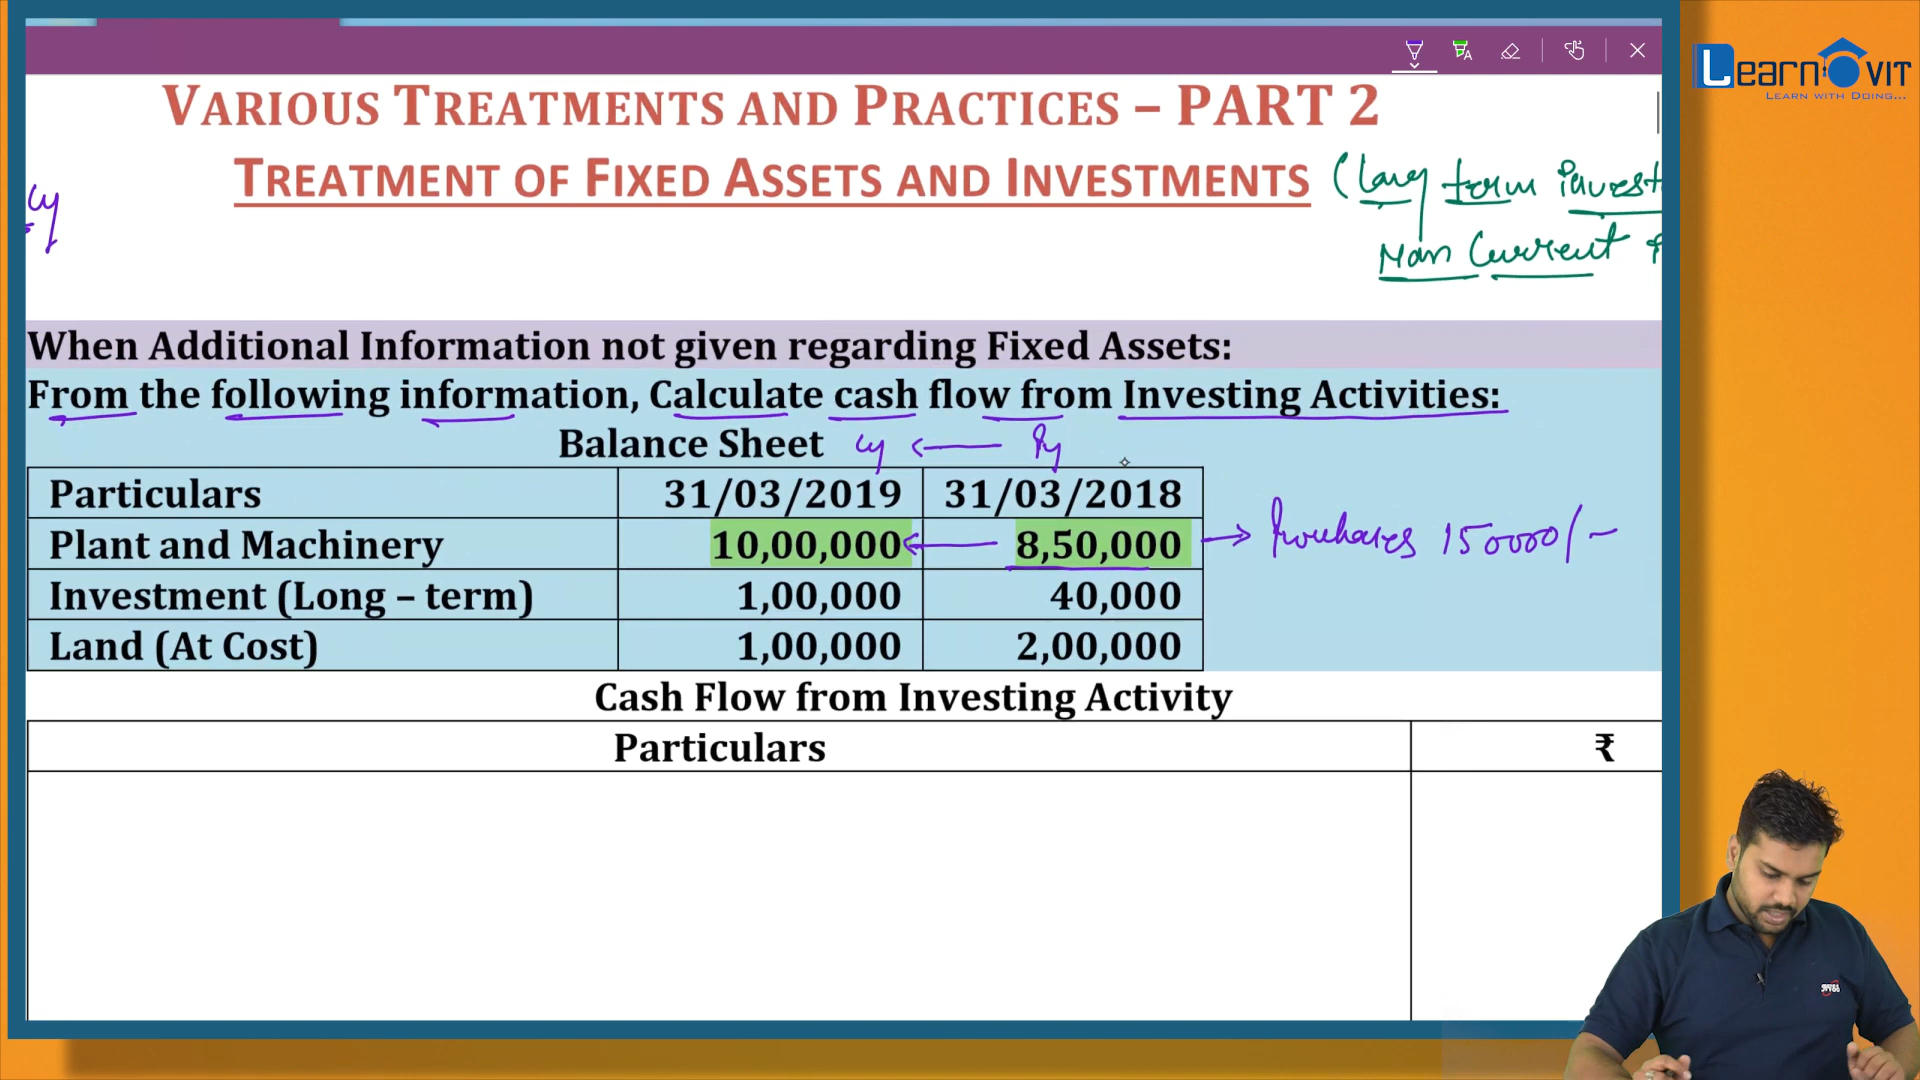 LearnOVIT
LEARN WITH DOING...
VARIOUS TREATMENTS AND PRACTICES – PART 2
TREATMENT OF FIXED ASSETS AND INVESTMENTS (Long term Invest
Cy
Non Current
When Additional Information not given regarding Fixed Assets:
From the following information, Calculate cash flow from Investing Activities:
Balance Sheet Cy ← Py
Particulars 31/03/2019 31/03/2018
Plant and Machinery 10,00,000 ← 8,50,000 → Purchases 150000/-
Investment (Long – term) 1,00,000 40,000
Land (At Cost) 1,00,000 2,00,000
Cash Flow from Investing Activity
Particulars ₹